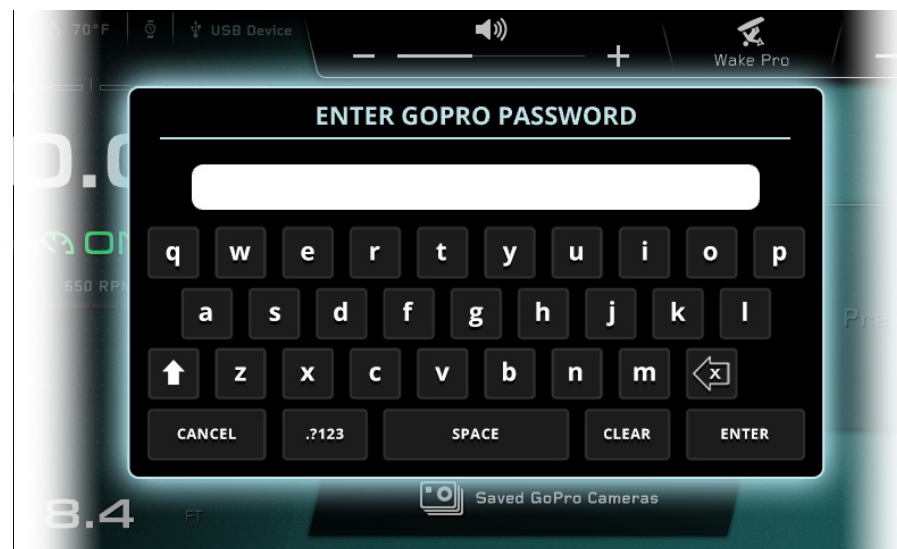 70°F USB Device
Wake Pro
ENTER GOPRO PASSWORD
q w e r t y u i o p
650 RPM
a s d f g h j k l
Pre
z x c v b n m x
CANCEL .?123 SPACE CLEAR ENTER
Saved GoPro Cameras
8.4 FT